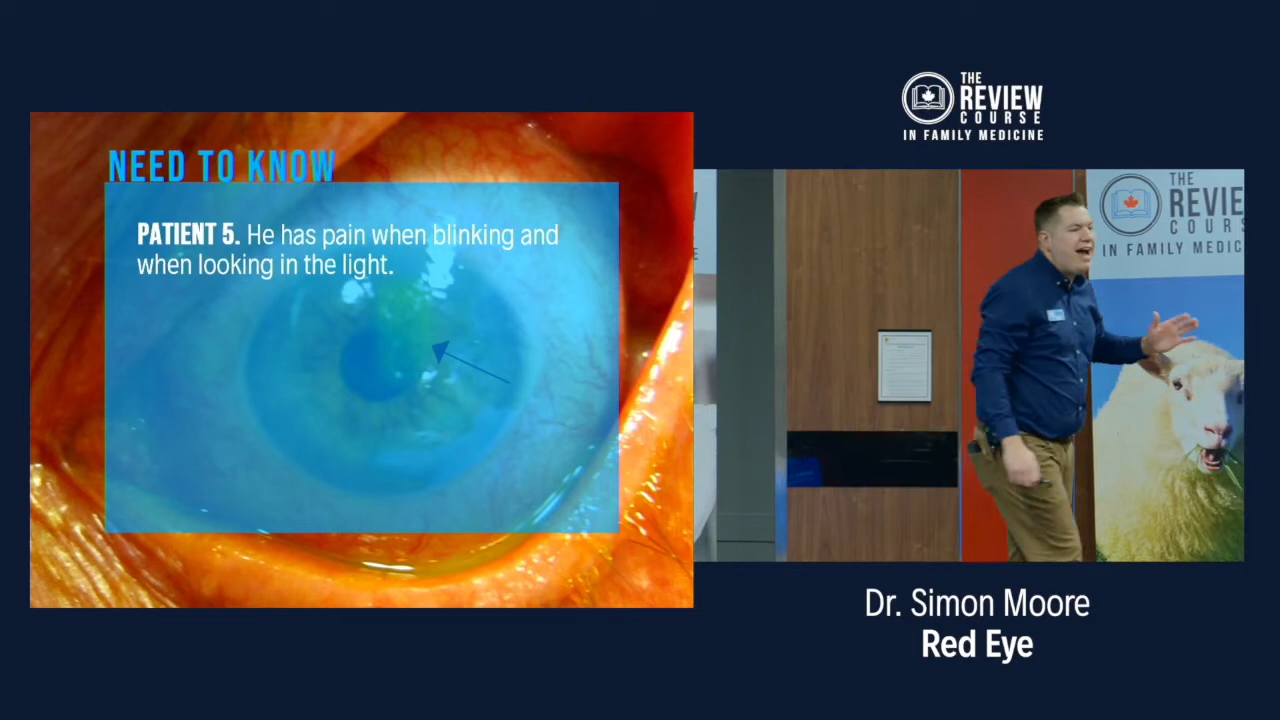 NEED TO KNOW
PATIENT 5. He has pain when blinking and
when looking in the light.
THE
REVIEW
COURSE
IN FAMILY MEDICINE
THE
REVIE
COURS
IN FAMILY MEDIC
Dr. Simon Moore
Red Eye